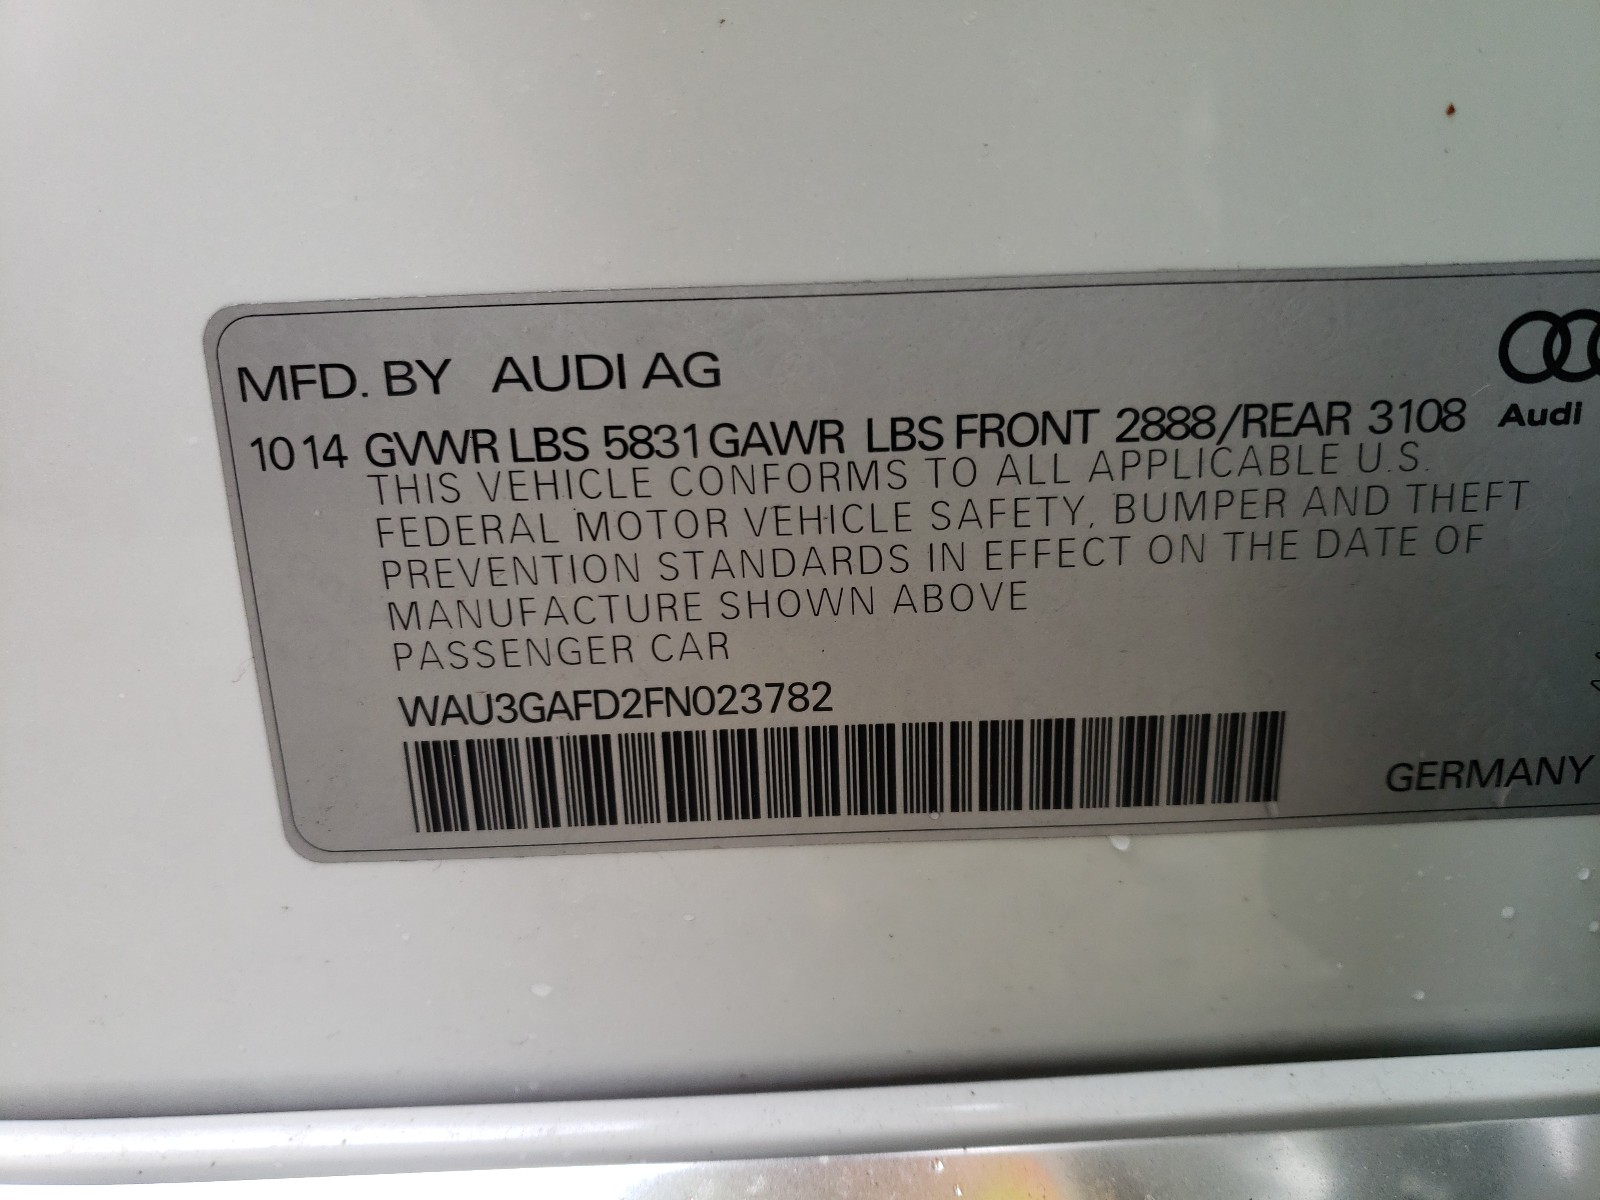 MFD. BY AUDI AG
1014 GVWR LBS 5831 GAWR LBS FRONT 2888/REAR 3108
Audi
THIS VEHICLE CONFORMS TO ALL APPLICABLE U.S.
FEDERAL MOTOR VEHICLE SAFETY, BUMPER AND THEFT
PREVENTION STANDARDS IN EFFECT ON THE DATE OF
MANUFACTURE SHOWN ABOVE
PASSENGER CAR
WAU3GAFD2FN023782
GERMANY